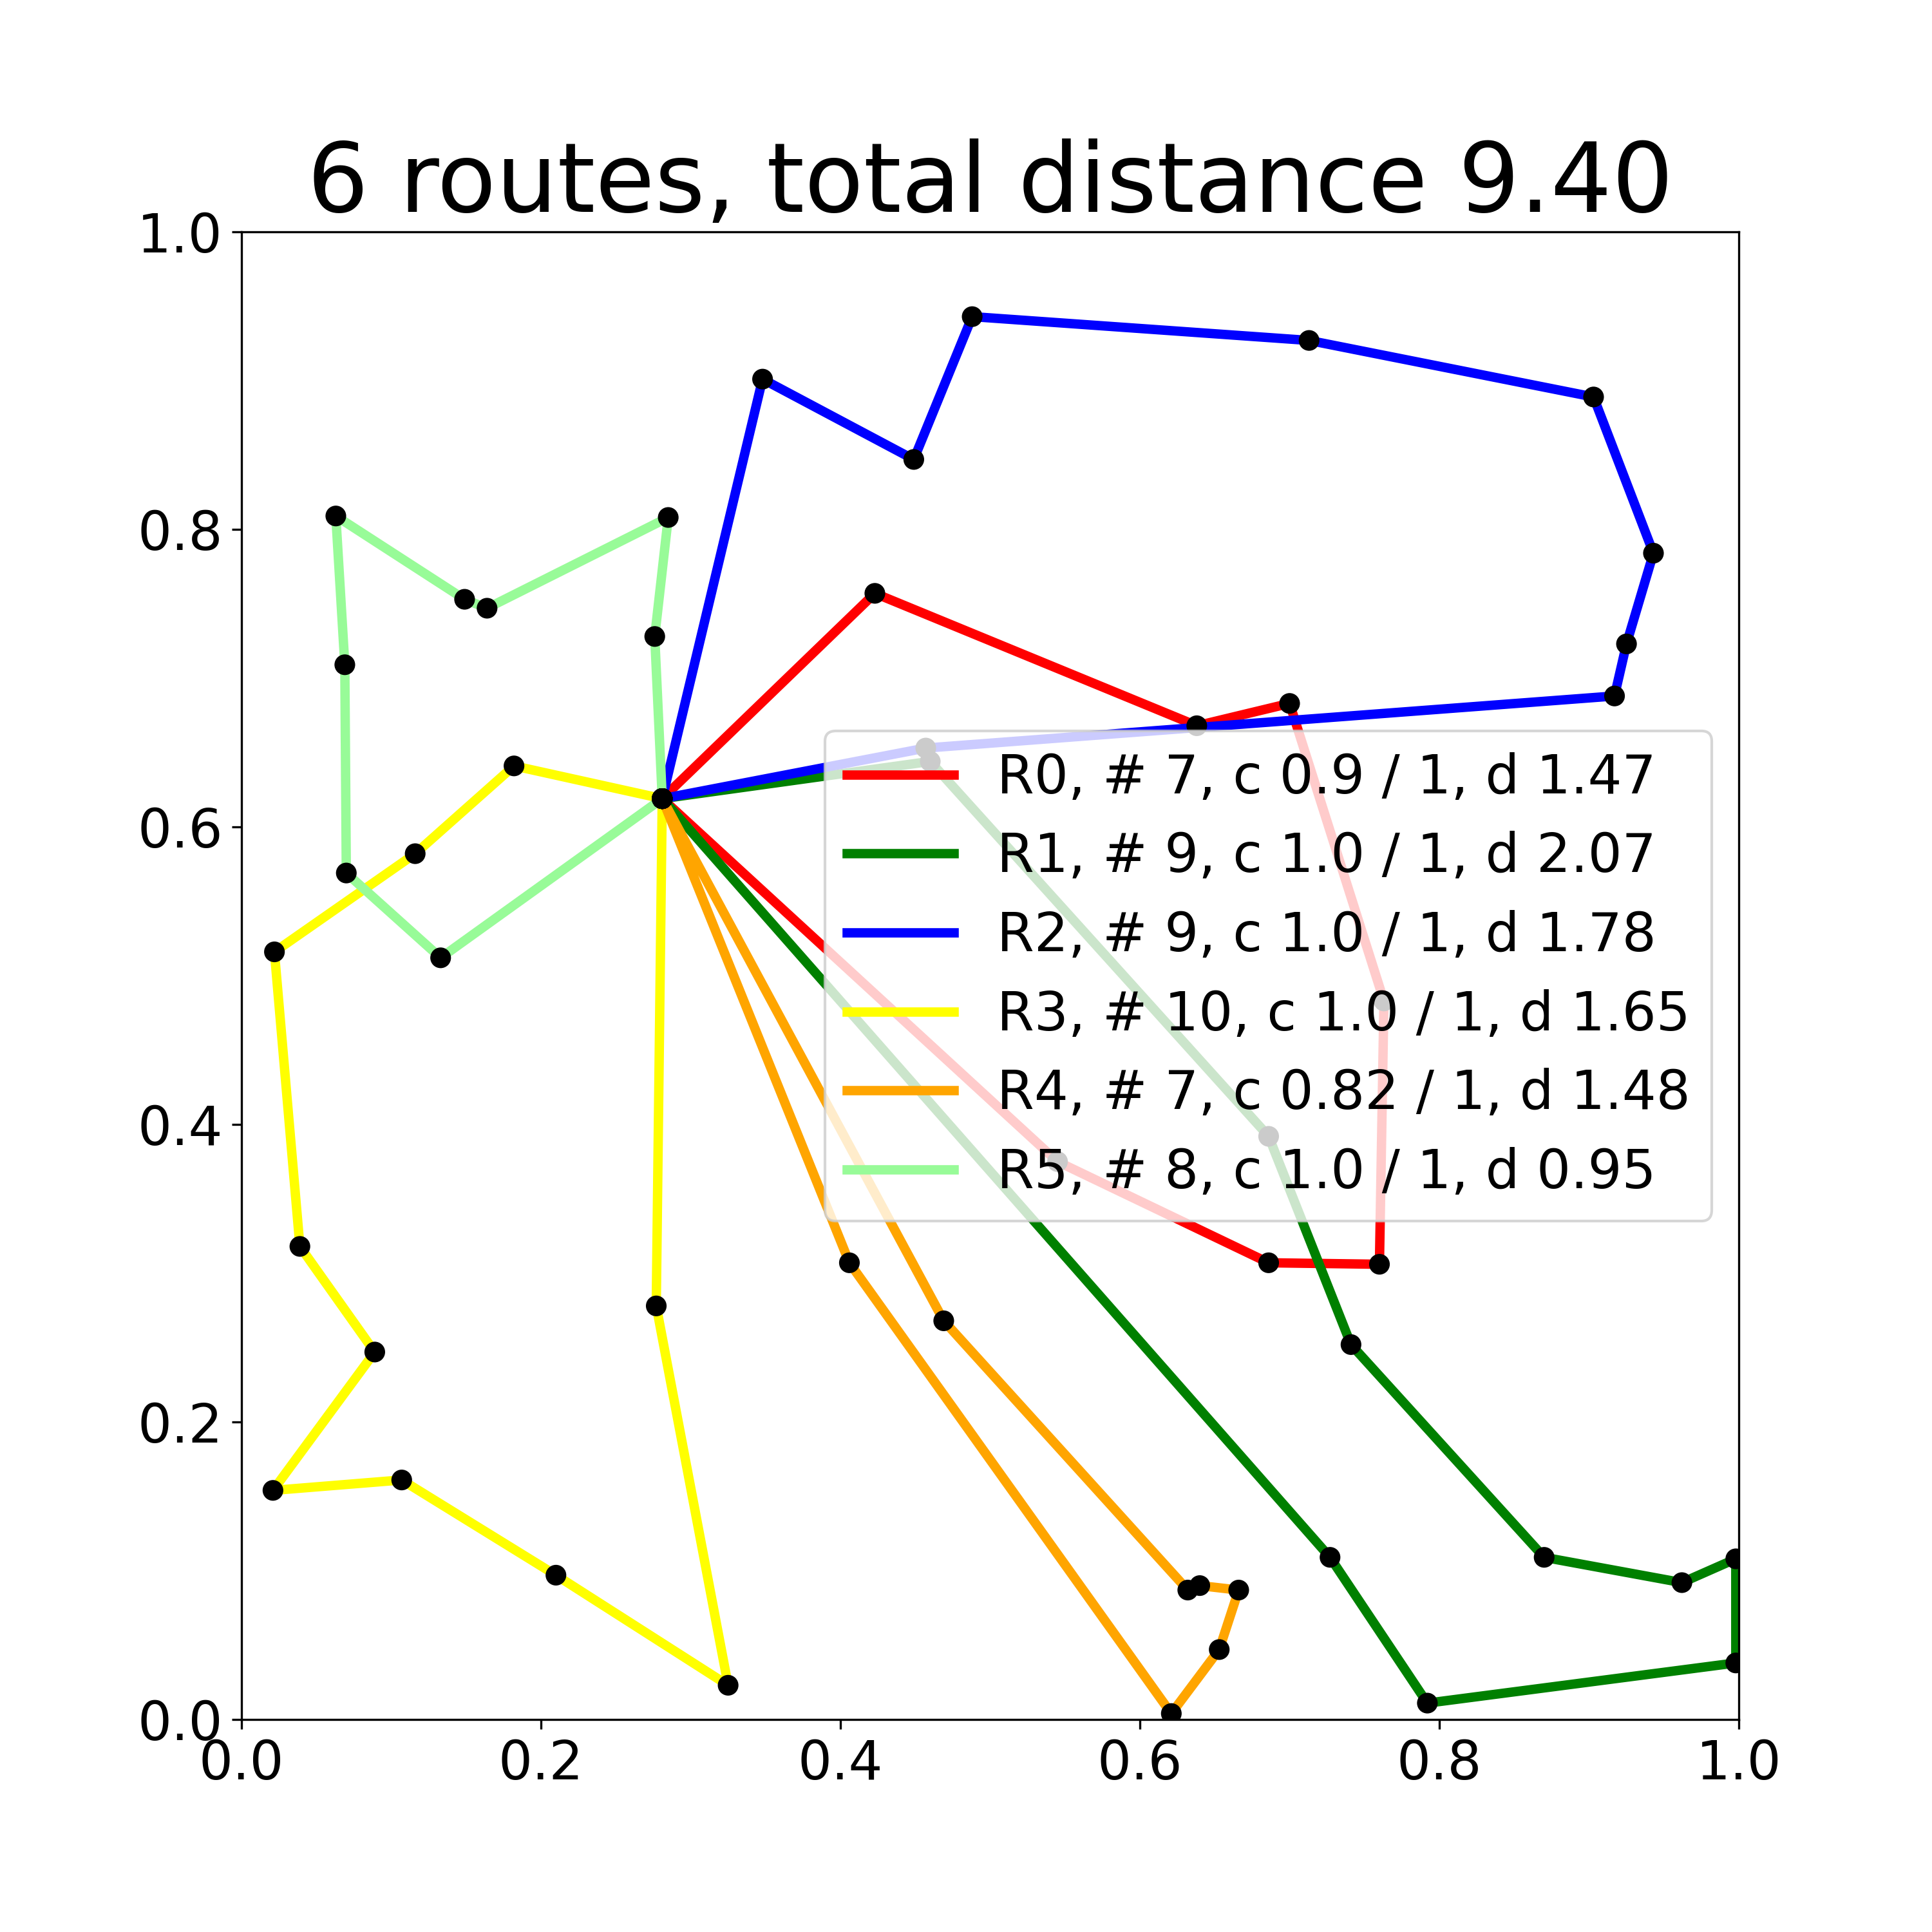 6 routes, total distance 9.40
1.0
0.8
0.6
0.4
0.2
0.0
R0, # 7, c 0.9 / 1, d 1.47
R1, # 9, c 1.0 / 1, d 2.07
R2, # 9, c 1.0 / 1, d 1.78
R3, # 10, c 1.0 / 1, d 1.65
R4, # 7, c 0.82 / 1, d 1.48
R5, # 8, c 1.0 / 1, d 0.95
0.0 0.2 0.4 0.6 0.8 1.0